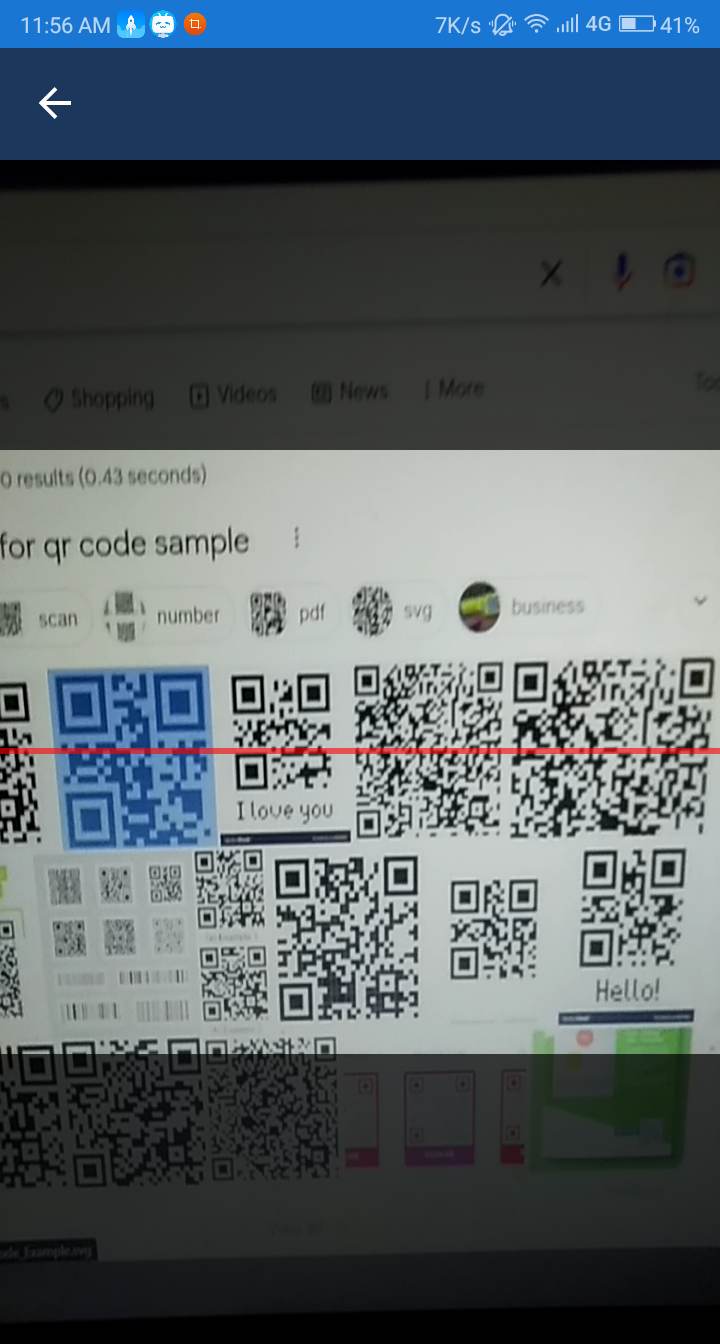 11:56 AM
7K/s 4G 41%
s Shopping Videos News More
0 results (0.43 seconds)
for qr code sample
scan number pdf svg business
I love you
Hello!